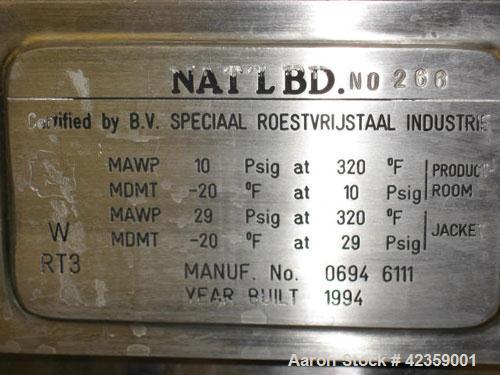 NAT'L BD. NO 266
Certified by B.V. SPECIAAL ROESTVRIJSTAAL INDUSTRIE
MAWP 10 Psig at 320 °F PRODUC
MDMT -20 °F at 10 Psig ROOM
MAWP 29 Psig at 320 °F JACKE
MDMT -20 °F at 29 Psig
W
RT3
MANUF. No. 0694 6111
YEAR BUILT 1994
Aaron Stock # 42359001